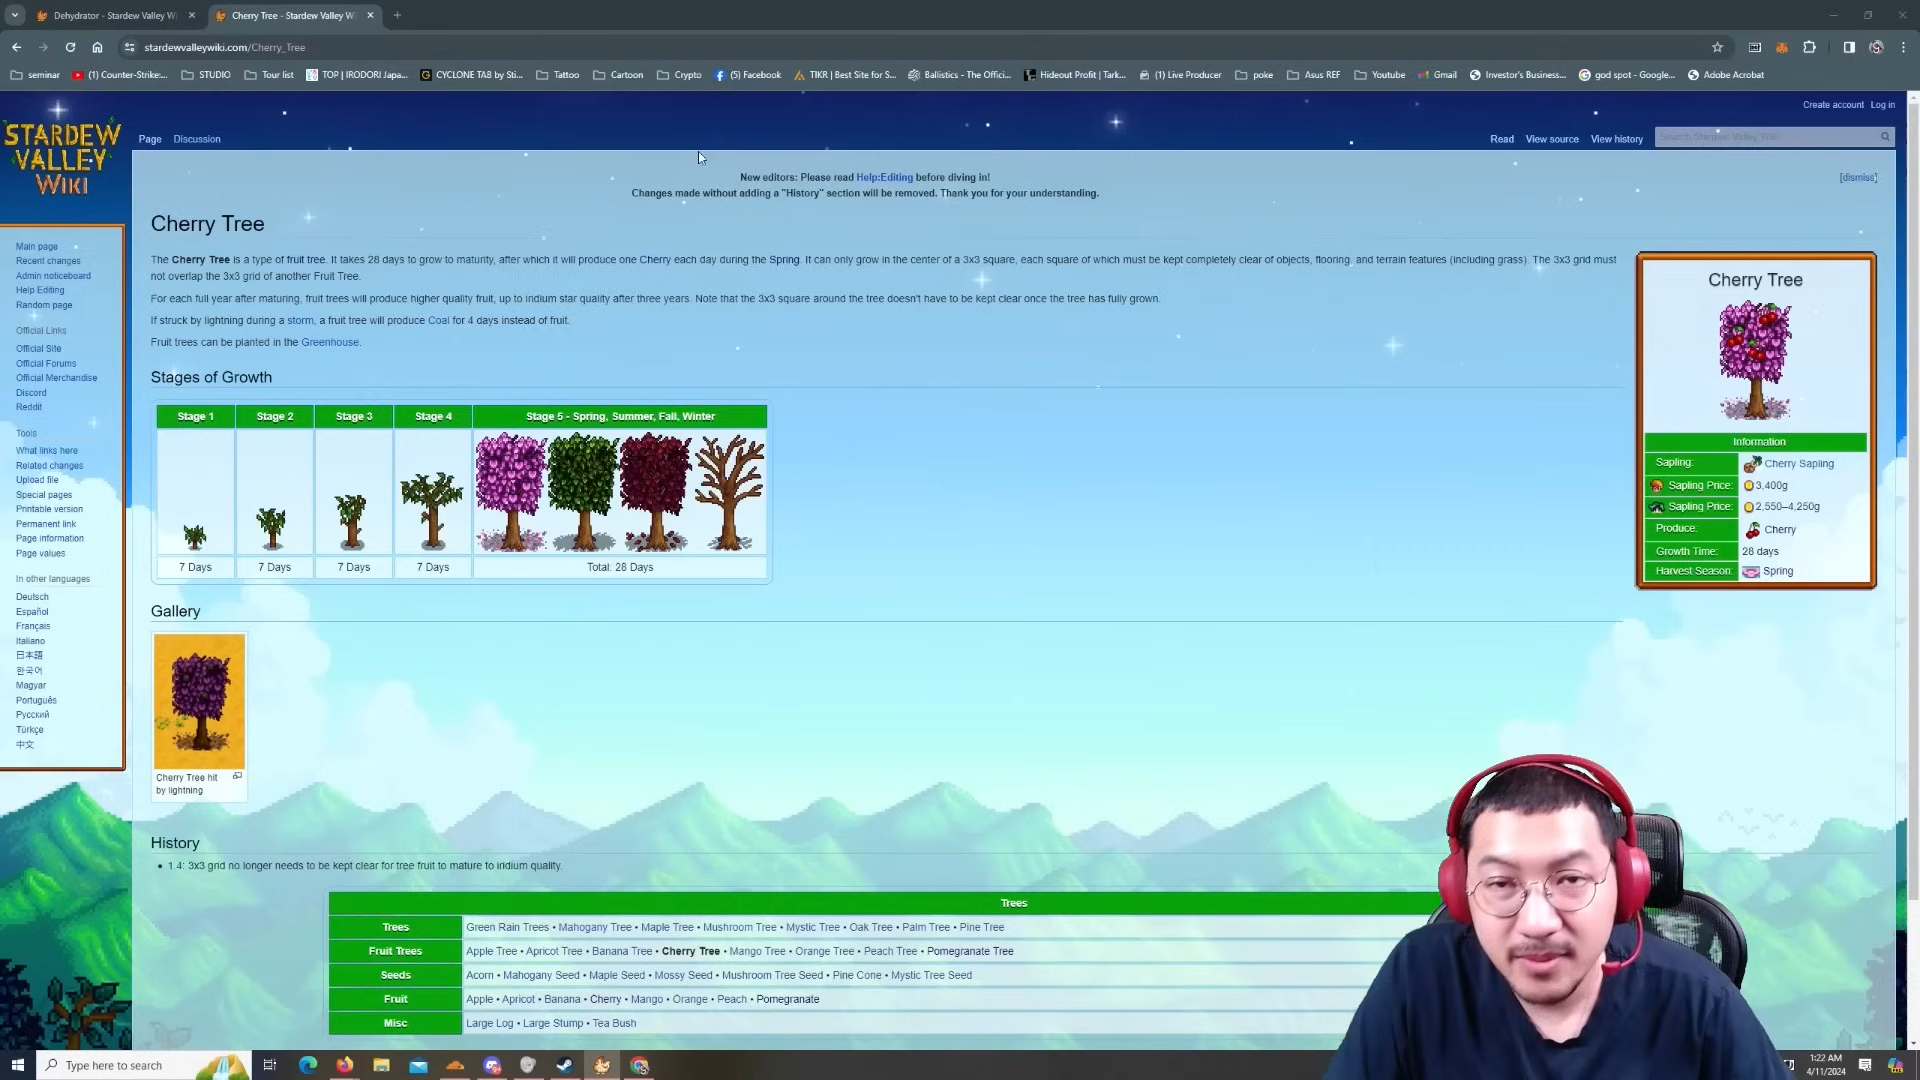 Dehydrator - Stardew Valley Wi
Cherry Tree - Stardew Valley Wi
stardewvalleywiki.com/Cherry_Tree
seminar
(1) Counter-Strike:...
STUDIO
Tour list
TOP | IRODORI Japa...
CYCLONE TAB by Sti...
Tattoo
Cartoon
Crypto
(5) Facebook
TIKR | Best Site for S...
Ballistics - The Offici...
Hideout Profit | Tark...
(1) Live Producer
poke
Asus REF
Youtube
Gmail
Investor's Business...
god spot - Google...
Adobe Acrobat
Create account Log in
STARDEW
VALLEY
WIKI
Page Discussion
Read View source View history
Search Stardew Valley Wiki
New editors: Please read Help:Editing before diving in!
Changes made without adding a "History" section will be removed. Thank you for your understanding.
[dismiss]
Cherry Tree
The Cherry Tree is a type of fruit tree. It takes 28 days to grow to maturity, after which it will produce one Cherry each day during the Spring. It can only grow in the center of a 3x3 square, each square of which must be kept completely clear of objects, flooring, and terrain features (including grass). The 3x3 grid must
not overlap the 3x3 grid of another Fruit Tree.
For each full year after maturing, fruit trees will produce higher quality fruit, up to iridium star quality after three years. Note that the 3x3 square around the tree doesn't have to be kept clear once the tree has fully grown.
If struck by lightning during a storm, a fruit tree will produce Coal for 4 days instead of fruit.
Fruit trees can be planted in the Greenhouse.
Stages of Growth
Stage 1 Stage 2 Stage 3 Stage 4 Stage 5 - Spring, Summer, Fall, Winter
7 Days 7 Days 7 Days 7 Days Total: 28 Days
Gallery
Cherry Tree hit
by lightning
History
• 1.4: 3x3 grid no longer needs to be kept clear for tree fruit to mature to iridium quality.
Trees
Trees Green Rain Trees • Mahogany Tree • Maple Tree • Mushroom Tree • Mystic Tree • Oak Tree • Palm Tree • Pine Tree
Fruit Trees Apple Tree • Apricot Tree • Banana Tree • Cherry Tree • Mango Tree • Orange Tree • Peach Tree • Pomegranate Tree
Seeds Acorn • Mahogany Seed • Maple Seed • Mossy Seed • Mushroom Tree Seed • Pine Cone • Mystic Tree Seed
Fruit Apple • Apricot • Banana • Cherry • Mango • Orange • Peach • Pomegranate
Misc Large Log • Large Stump • Tea Bush
Cherry Tree
Information
Sapling: Cherry Sapling
Sapling Price: 3,400g
Sapling Price: 2,550–4,250g
Produce: Cherry
Growth Time: 28 days
Harvest Season: Spring
Main page
Recent changes
Admin noticeboard
Help Editing
Random page
Official Links
Official Site
Official Forums
Official Merchandise
Discord
Reddit
Tools
What links here
Related changes
Upload file
Special pages
Printable version
Permanent link
Page information
Page values
In other languages
Deutsch
Español
Français
Italiano
日本語
한국어
Magyar
Português
Русский
Türkçe
中文
Type here to search
1:22 AM
4/11/2024